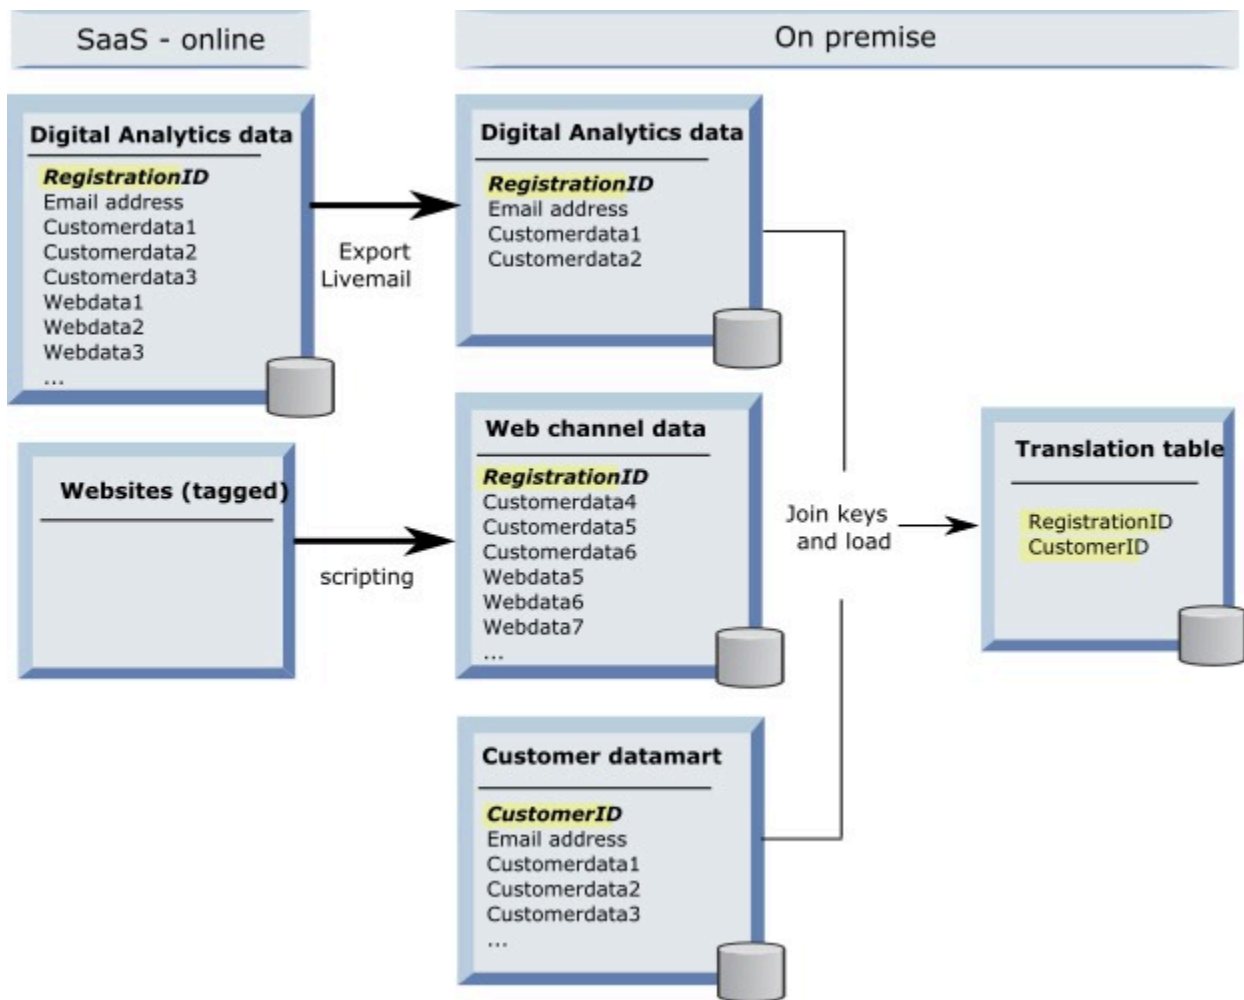 SaaS - online
On premise
Digital Analytics data
RegistrationID
Email address
Customerdata1
Customerdata2
Customerdata3
Webdata1
Webdata2
Webdata3
...
Export
Livemail
Digital Analytics data
RegistrationID
Email address
Customerdata1
Customerdata2
Websites (tagged)
scripting
Web channel data
RegistrationID
Customerdata4
Customerdata5
Customerdata6
Webdata5
Webdata6
Webdata7
...
Customer datamart
CustomerID
Email address
Customerdata1
Customerdata2
Customerdata3
...
Join keys
and load
Translation table
RegistrationID
CustomerID